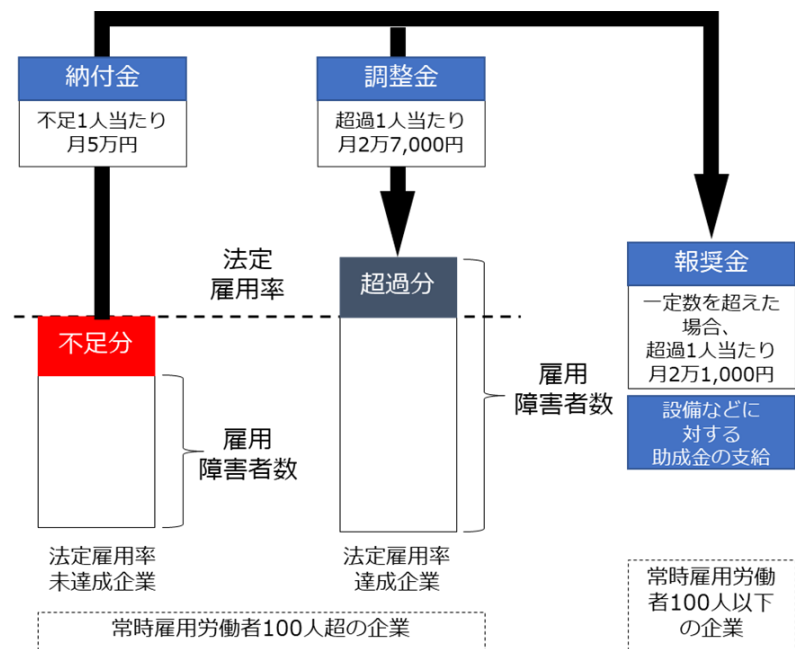 納付金
不足1人当たり
月5万円
調整金
超過1人当たり
月2万7,000円
法定
雇用率
不足分
雇用
障害者数
法定雇用率
未達成企業
超過分
雇用
障害者数
法定雇用率
達成企業
常時雇用労働者100人超の企業
報奨金
一定数を超えた
場合、
超過1人当たり
月2万1,000円
設備などに
対する
助成金の支給
常時雇用労働
者100人以下
の企業